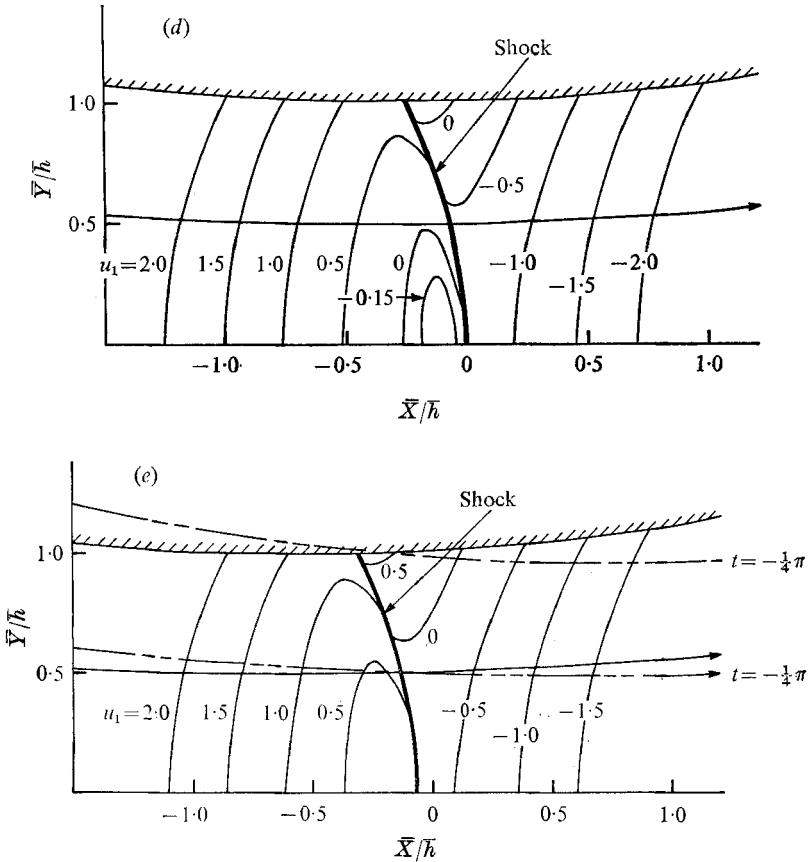 (d)
Shock
1·0
0
−0·5
Ȳ/h̄
0·5
u₁=2·0 1·5 1·0 0·5 0 −1·0 −2·0
−1·5
−0·15
−1·0 −0·5 0 0·5 1·0
X̄/h̄
(e)
Shock
1·0
0·5
t=−¼π
0
Ȳ/h̄
0·5
t=−¼π
u₁=2·0 1·5 1·0 0·5 −0·5 −1·5
−1·0
−1·0 −0·5 0 0·5 1·0
X̄/h̄